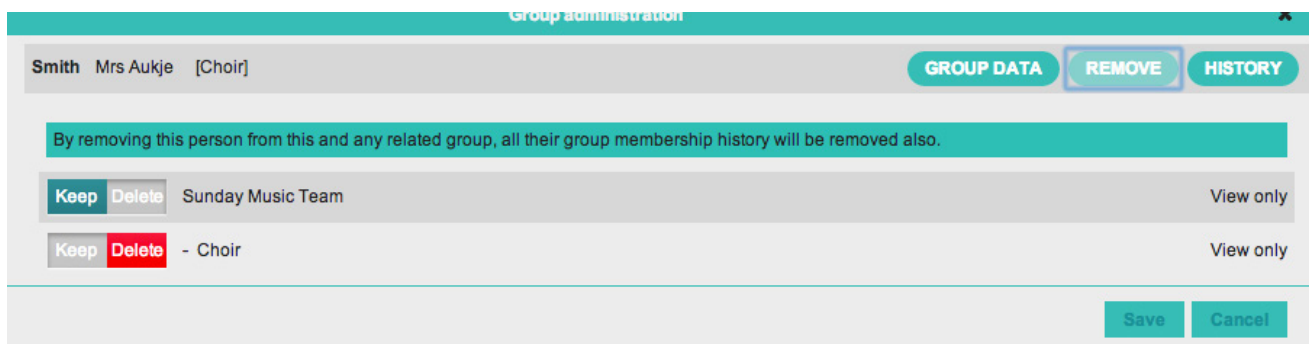 Group administration ✖
Smith Mrs Aukje [Choir] GROUP DATA REMOVE HISTORY
By removing this person from this and any related group, all their group membership history will be removed also.
Keep Delete Sunday Music Team View only
Keep Delete - Choir View only
Save Cancel